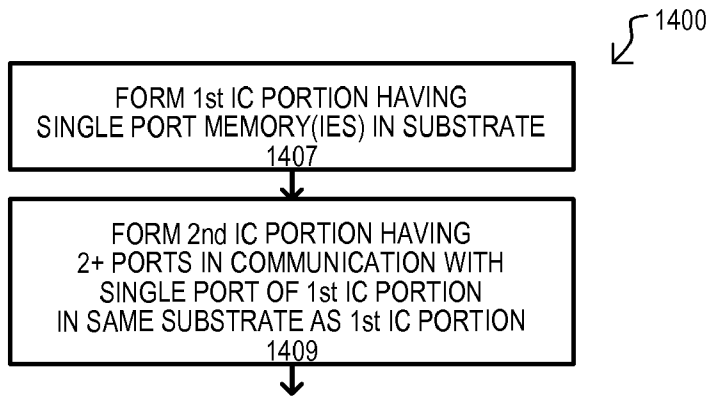 1400
FORM 1st IC PORTION HAVING
SINGLE PORT MEMORY(IES) IN SUBSTRATE
1407
FORM 2nd IC PORTION HAVING
2+ PORTS IN COMMUNICATION WITH
SINGLE PORT OF 1st IC PORTION
IN SAME SUBSTRATE AS 1st IC PORTION
1409